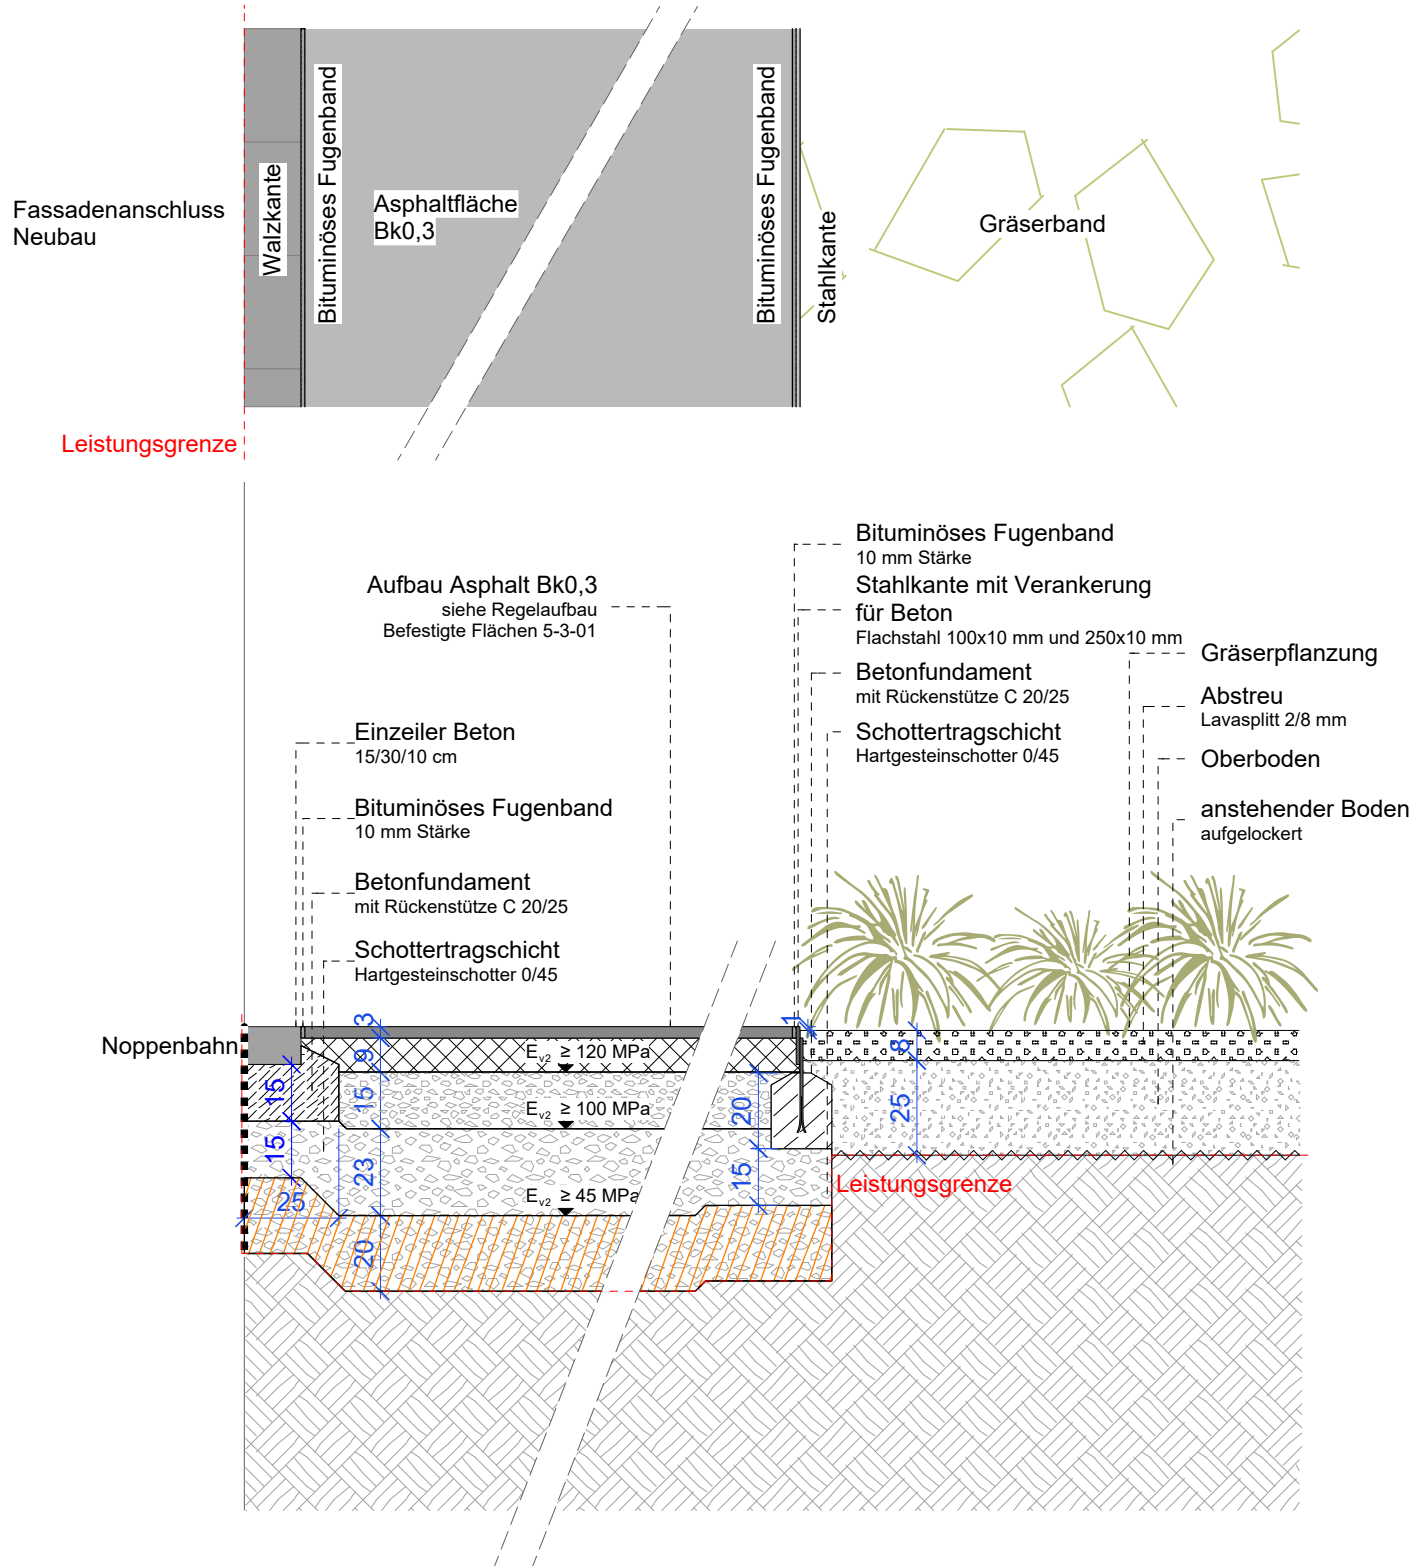 Fassadenanschluss
Neubau
Walzkante
Bituminöses Fugenband
Asphaltfläche
Bk0,3
Bituminöses Fugenband
Stahlkante
Gräserband
Leistungsgrenze
Bituminöses Fugenband
10 mm Stärke
Aufbau Asphalt Bk0,3
siehe Regelaufbau
Befestigte Flächen 5-3-01
Stahlkante mit Verankerung
für Beton
Flachstahl 100x10 mm und 250x10 mm
Gräserpflanzung
Betonfundament
mit Rückenstütze C 20/25
Abstreu
Lavasplitt 2/8 mm
Einzeiler Beton
15/30/10 cm
Schottertragschicht
Hartgesteinschotter 0/45
Oberboden
Bituminöses Fugenband
10 mm Stärke
anstehender Boden
aufgelockert
Betonfundament
mit Rückenstütze C 20/25
Schottertragschicht
Hartgesteinschotter 0/45
Noppenbahn
3
1
9
Ev2 ≥ 120 MPa
8
15
15
Ev2 ≥ 100 MPa
20
25
15
23
15
Leistungsgrenze
25
Ev2 ≥ 45 MPa
20